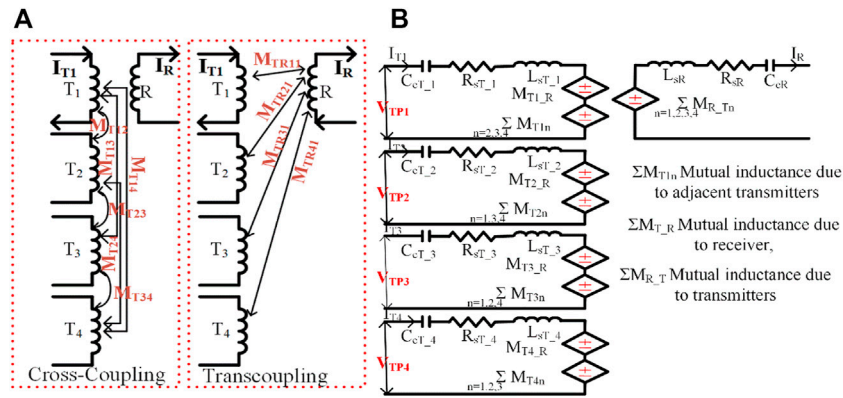 A
I_T1
I_R
T_1
R
M_T12
M_T13
M_T14
T_2
M_T23
M_T24
T_3
M_T34
T_4
Cross-Coupling
I_T1
I_R
M_TR11
T_1
R
M_TR21
M_TR31
M_TR41
T_2
T_3
T_4
Transcoupling
B
I_T1
C_cT_1
R_sT_1
L_sT_1
M_T1_R
V_TP1
n=2,3,4
Σ M_T1n
C_cT_2
R_sT_2
L_sT_2
M_T2_R
V_TP2
n=1,3,4
Σ M_T2n
I_T3
C_cT_3
R_sT_3
L_sT_3
M_T3_R
V_TP3
n=1,2,4
Σ M_T3n
I_T4
C_cT_4
R_sT_4
L_sT_4
M_T4_R
V_TP4
n=1,2,3
Σ M_T4n
I_R
L_sR
R_sR
C_cR
n=1,2,3,4
Σ M_R_Tn
ΣM_T1n Mutual inductance due
to adjacent transmitters
ΣM_T_R Mutual inductance due
to receiver,
ΣM_R_T Mutual inductance due
to transmitters